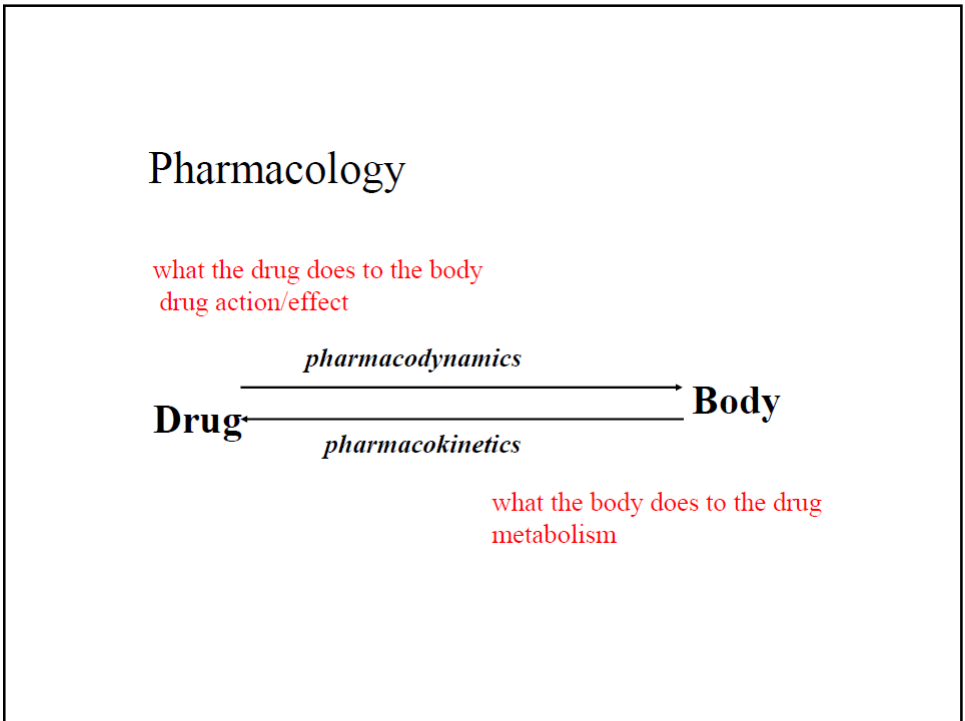 Pharmacology
what the drug does to the body
drug action/effect
pharmacodynamics
Body
Drug
pharmacokinetics
what the body does to the drug
metabolism